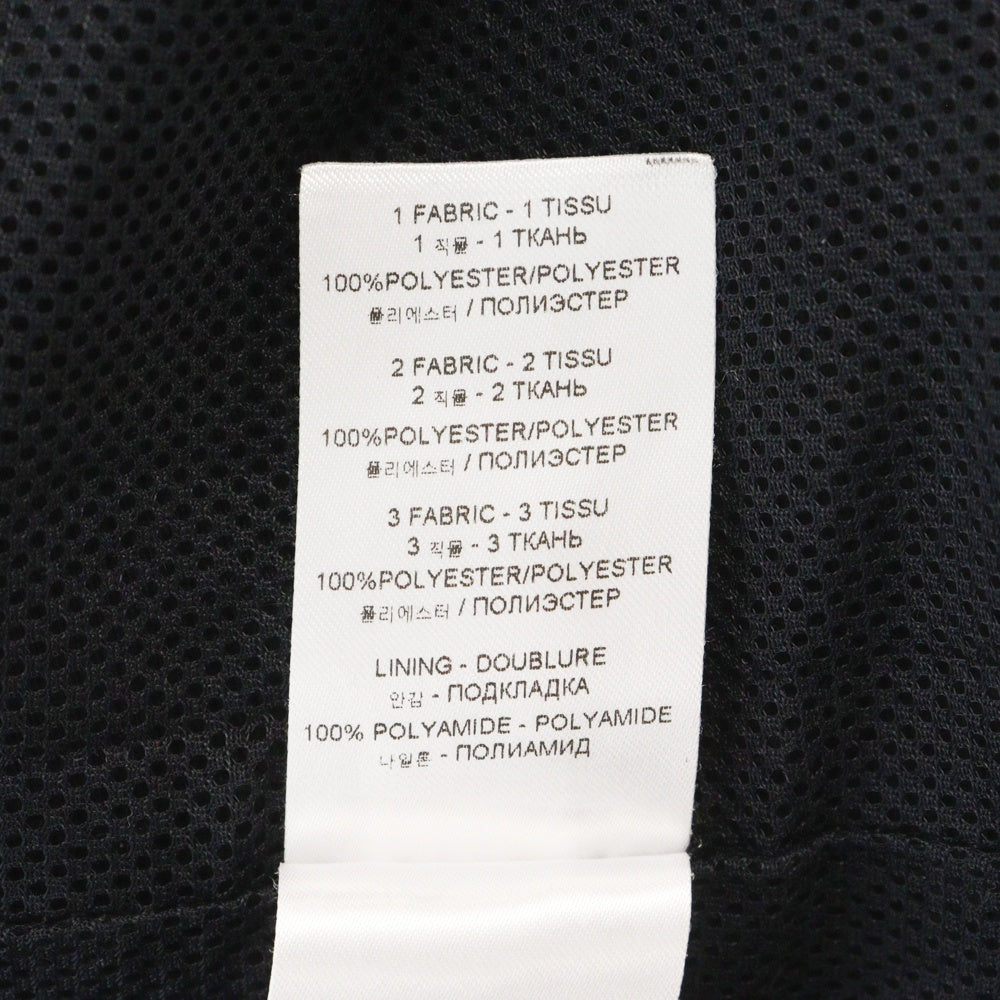 1 FABRIC - 1 TISSU
1 직물 - 1 ТКАНЬ
100%POLYESTER/POLYESTER
폴리에스터 / ПОЛИЭСТЕР
2 FABRIC - 2 TISSU
2 직물 - 2 ТКАНЬ
100%POLYESTER/POLYESTER
폴리에스터 / ПОЛИЭСТЕР
3 FABRIC - 3 TISSU
3 직물 - 3 ТКАНЬ
100%POLYESTER/POLYESTER
폴리에스터 / ПОЛИЭСТЕР
LINING - DOUBLURE
안감 - ПОДКЛАДКА
100% POLYAMIDE - POLYAMIDE
나일론 - ПОЛИАМИД